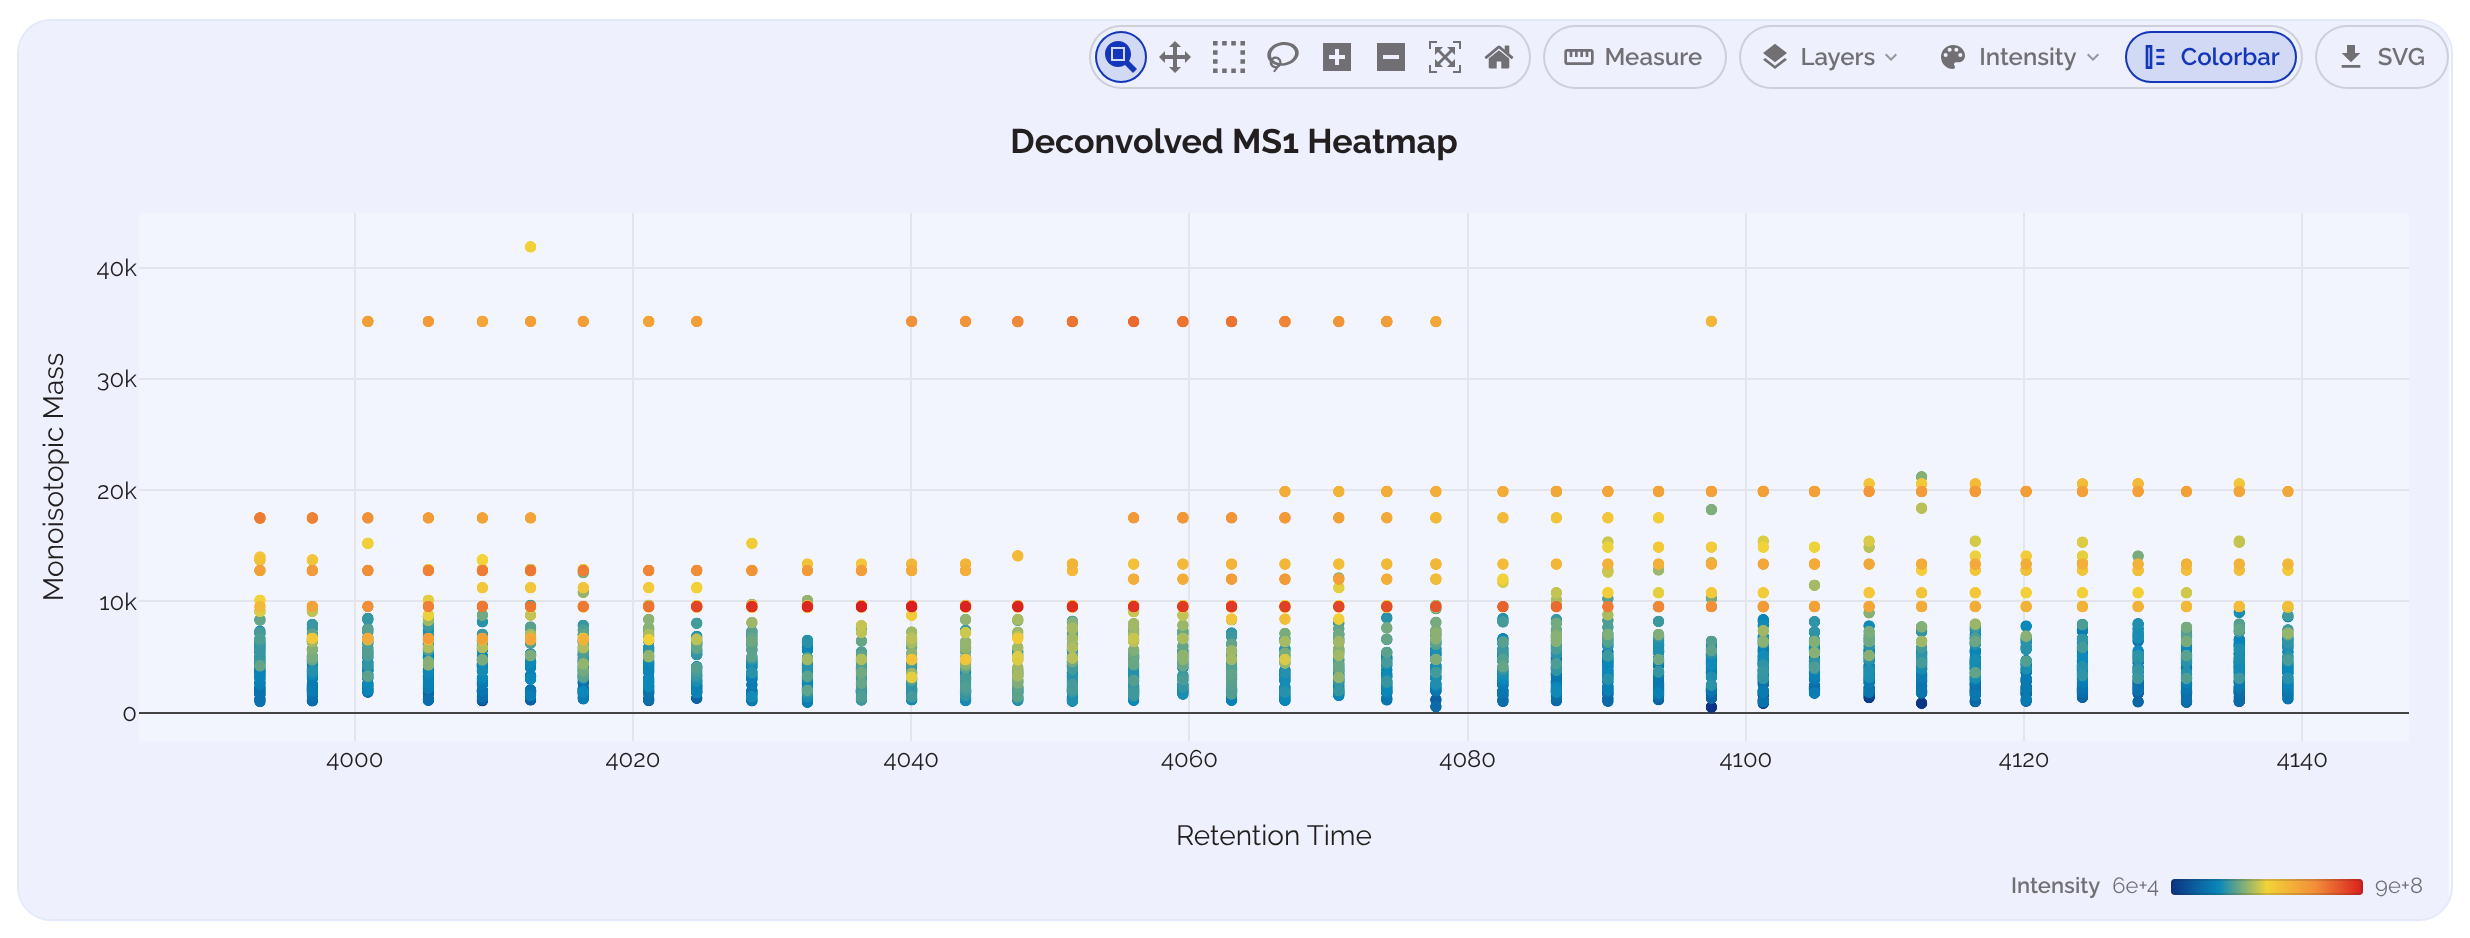 Measure
Layers
Intensity
Colorbar
SVG
Deconvolved MS1 Heatmap
Monoisotopic Mass
40k
30k
20k
10k
0
4000 4020 4040 4060 4080 4100 4120 4140
Retention Time
Intensity 6e+4 9e+8